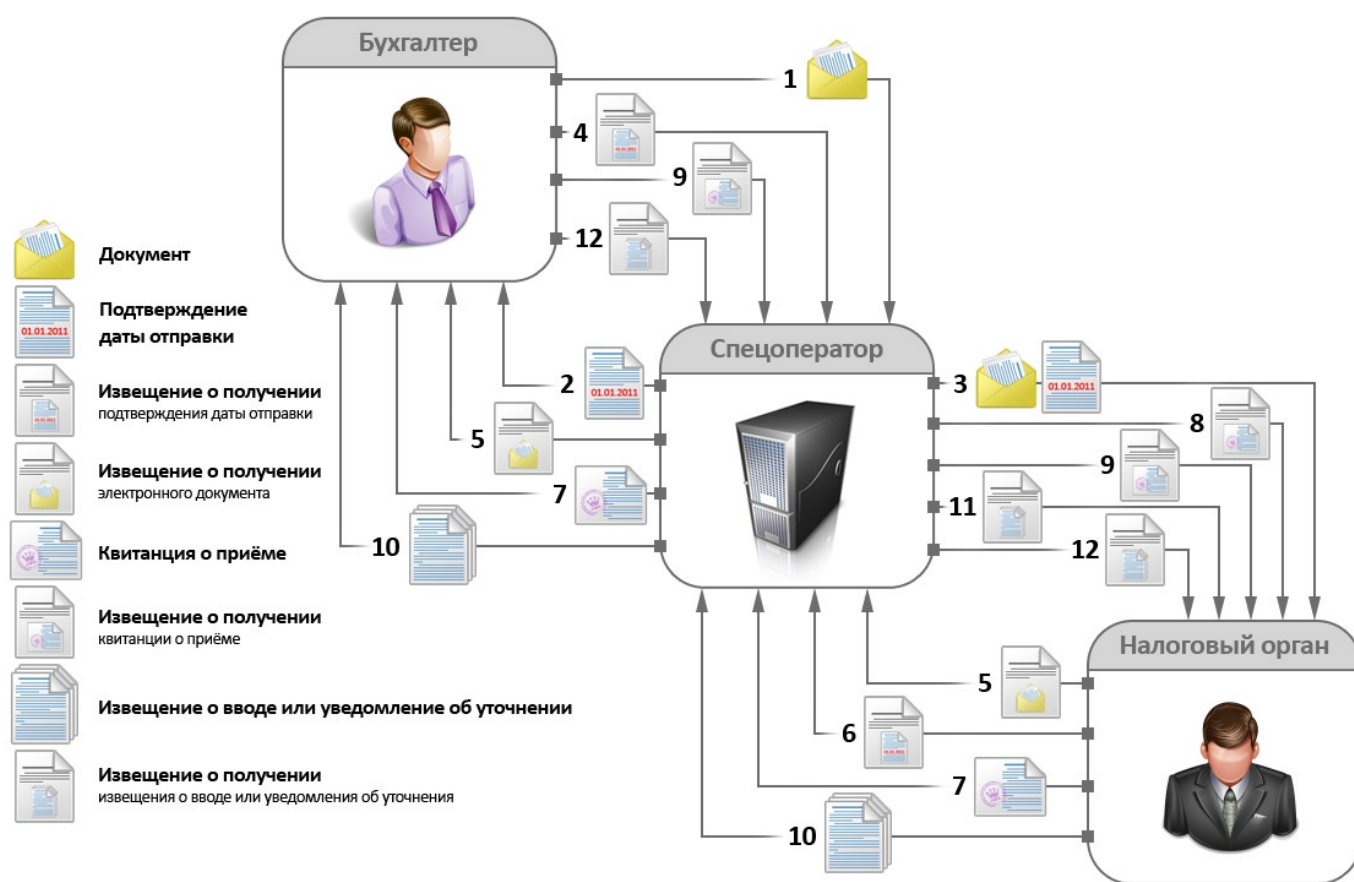 Бухгалтер
1
4
9
12
Документ
Подтверждение
даты отправки
01.01.2011
Извещение о получении
подтверждения даты отправки
Извещение о получении
электронного документа
Квитанция о приёме
Извещение о получении
квитанции о приёме
Извещение о вводе или уведомление об уточнении
Извещение о получении
извещения о вводе или уведомления об уточнения
Спецоператор
2
01.01.2011
5
7
10
3
01.01.2011
8
9
11
12
Налоговый орган
5
6
7
10